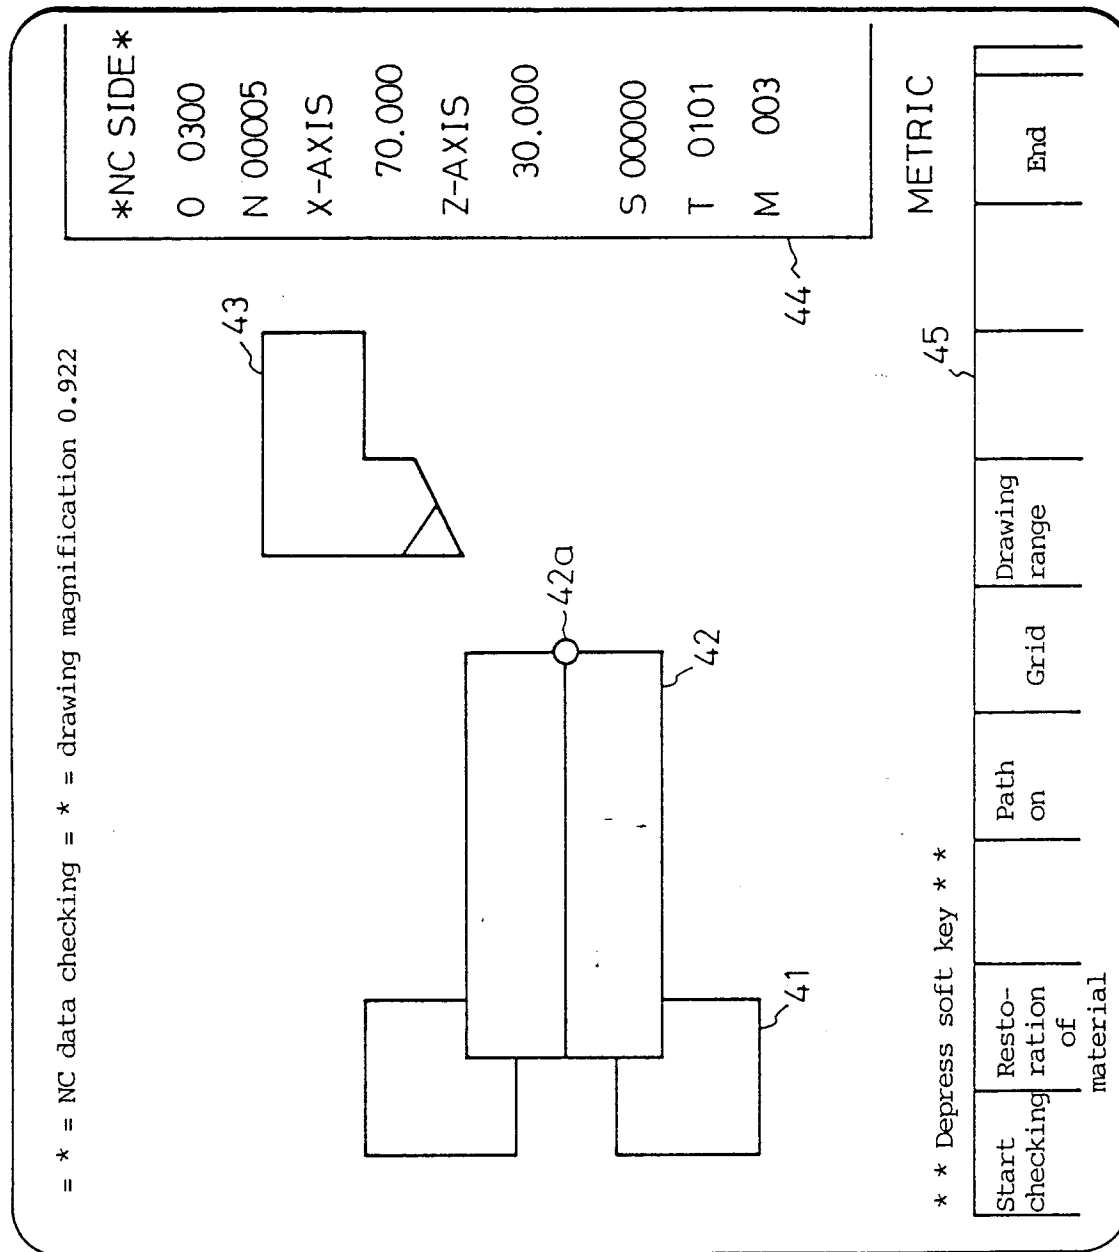 = * = NC data checking = * = drawing magnification 0.922
*NC SIDE*
O 0300
N 00005
X-AXIS
70.000
Z-AXIS
30.000
S 00000
T 0101
M 003
43
42a
42
41
44
METRIC
* * Depress soft key * *
45
Start
checking
Resto-
ration
of
material
Path
on
Grid
Drawing
range
End